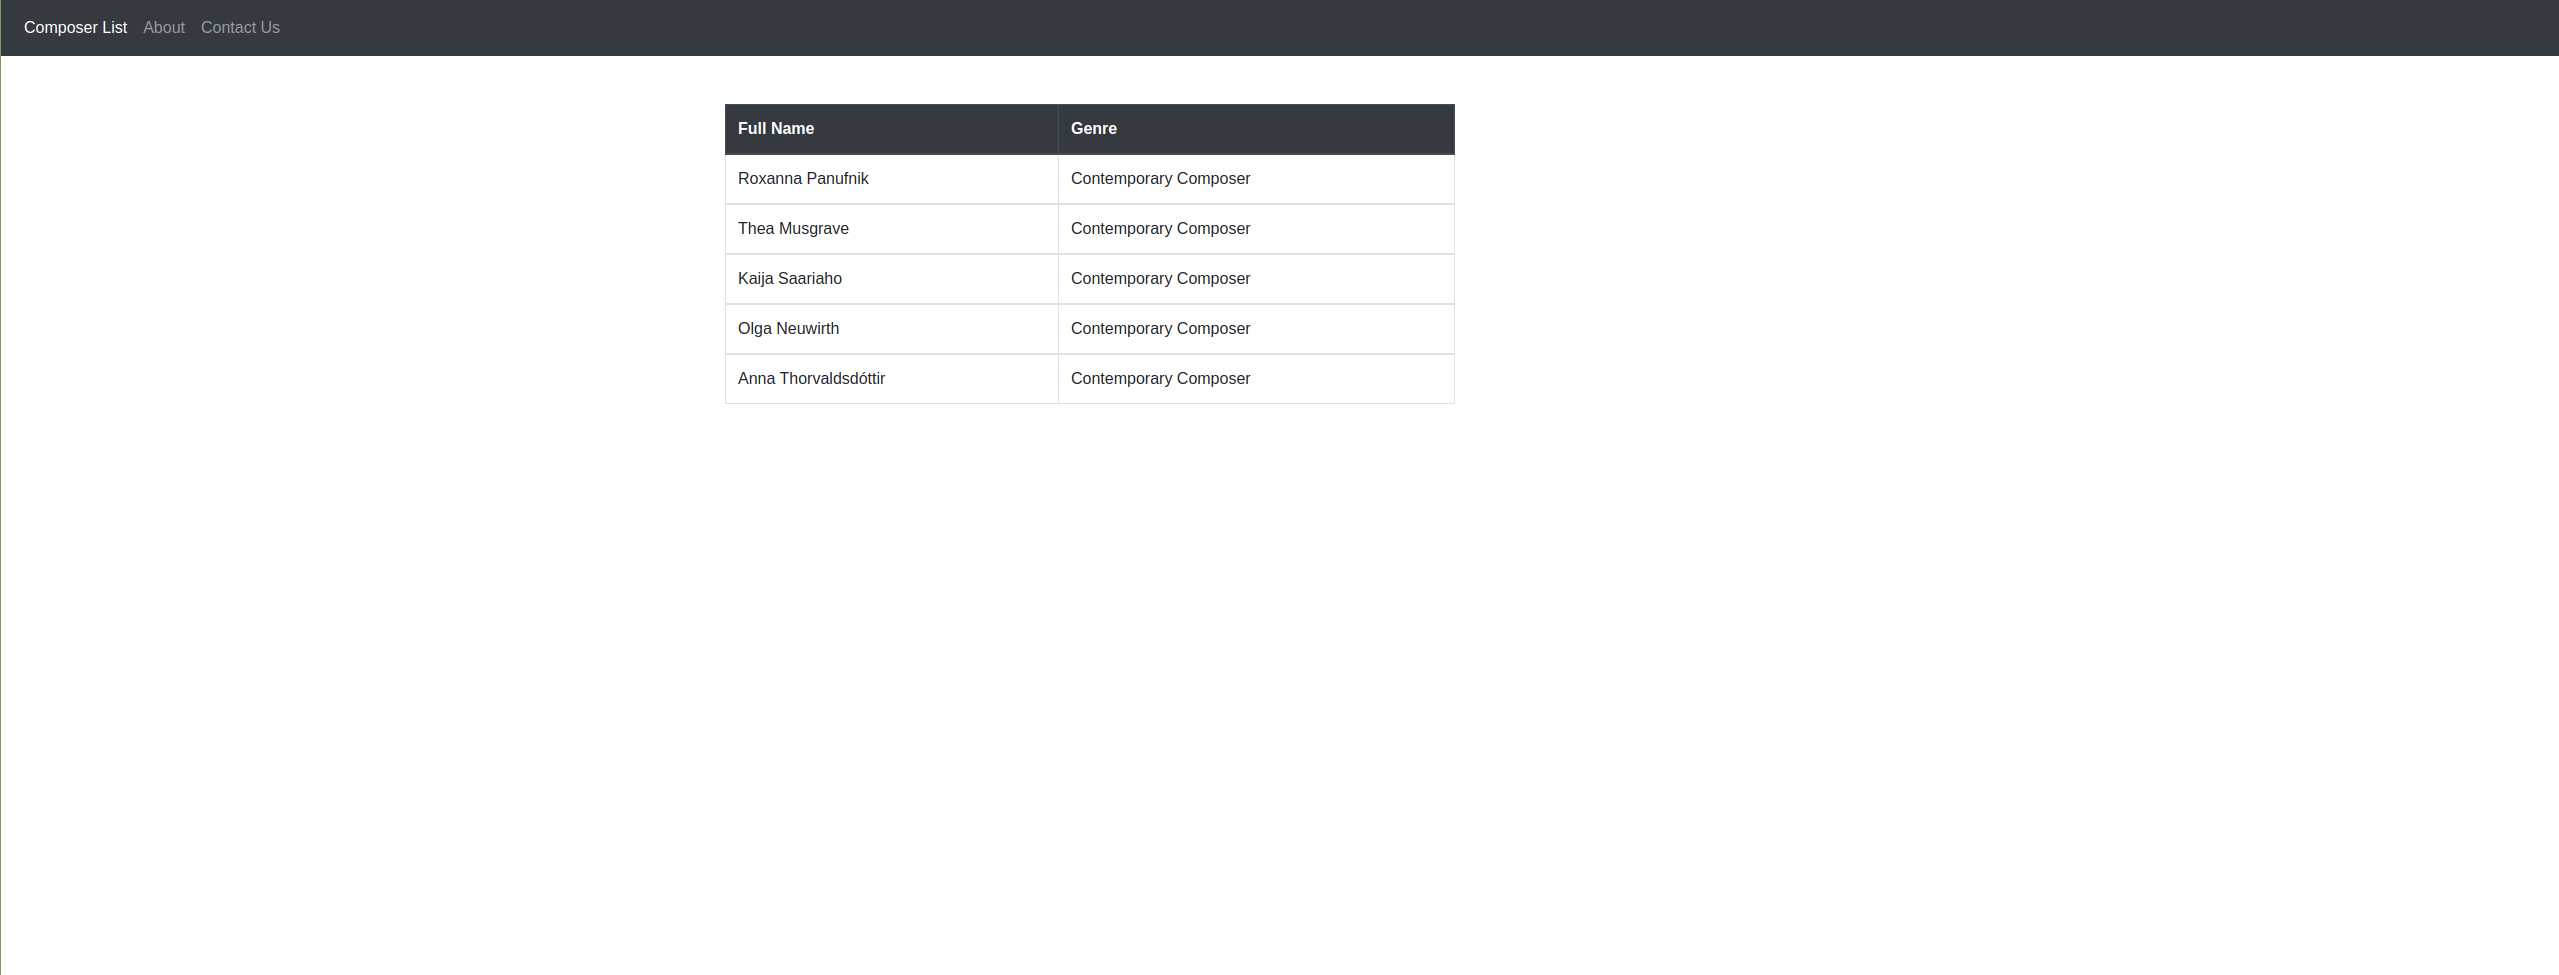 Composer List About Contact Us
Full Name Genre
Roxanna Panufnik Contemporary Composer
Thea Musgrave Contemporary Composer
Kaija Saariaho Contemporary Composer
Olga Neuwirth Contemporary Composer
Anna Thorvaldsdóttir Contemporary Composer